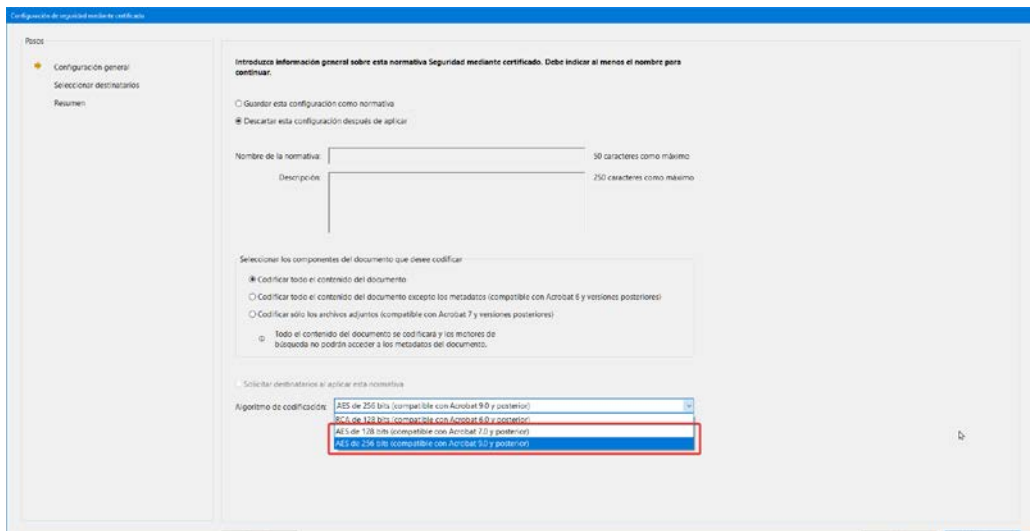 Configuración de seguridad mediante certificado
Pasos
Configuración general
Seleccionar destinatarios
Resumen
Introduzca información general sobre esta normativa Seguridad mediante certificado. Debe indicar al menos el nombre para
continuar.
Guardar esta configuración como normativa
Descartar esta configuración después de aplicar
Nombre de la normativa:
50 caracteres como máximo
Descripción:
250 caracteres como máximo
Seleccionar los componentes del documento que desee codificar
Codificar todo el contenido del documento
Codificar todo el contenido del documento excepto los metadatos (compatible con Acrobat 6 y versiones posteriores)
Codificar sólo los archivos adjuntos (compatible con Acrobat 7 y versiones posteriores)
Todo el contenido del documento se codificará y los motores de
búsqueda no podrán acceder a los metadatos del documento.
Solicitar destinatarios al aplicar esta normativa
Algoritmo de codificación: AES de 256 bits (compatible con Acrobat 9.0 y posterior)
RCA de 128 bits (compatible con Acrobat 6.0 y posterior)
AES de 128 bits (compatible con Acrobat 7.0 y posterior)
AES de 256 bits (compatible con Acrobat 9.0 y posterior)